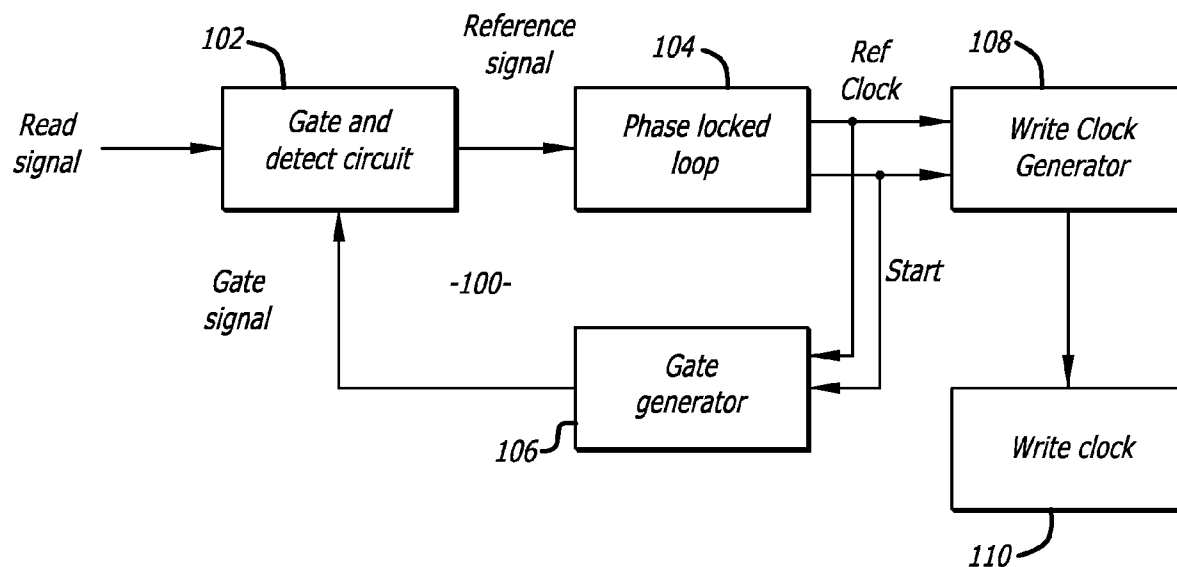 102
Reference
signal
104
Ref
Clock
108
Read
signal
Gate and
detect circuit
Phase locked
loop
Write Clock
Generator
Gate
signal
-100-
Start
Gate
generator
106
Write clock
110